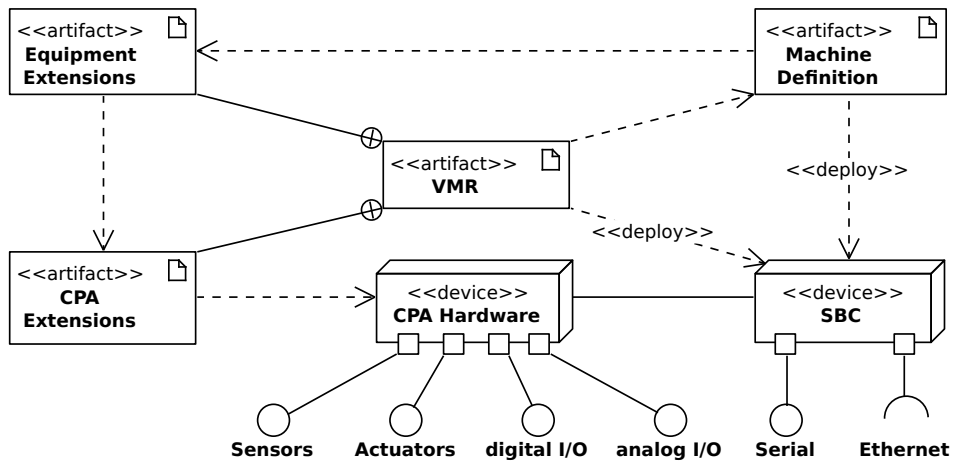 <<artifact>>
Equipment
Extensions
<<artifact>>
Machine
Definition
<<artifact>>
VMR
<<deploy>>
<<deploy>>
<<artifact>>
CPA
Extensions
<<device>>
CPA Hardware
<<device>>
SBC
Sensors
Actuators
digital I/O
analog I/O
Serial
Ethernet